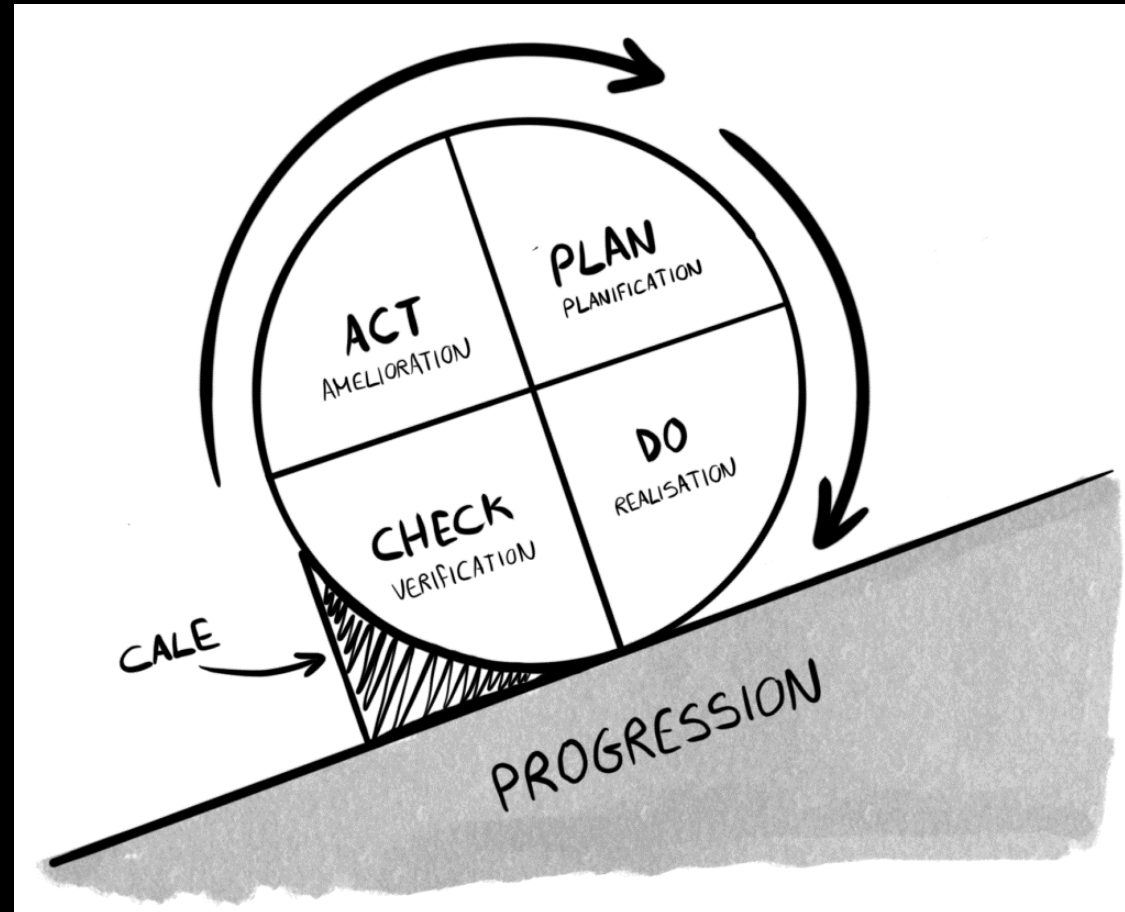 PLAN
PLANIFICATION
ACT
AMELIORATION
DO
REALISATION
CHECK
VERIFICATION
CALE
PROGRESSION